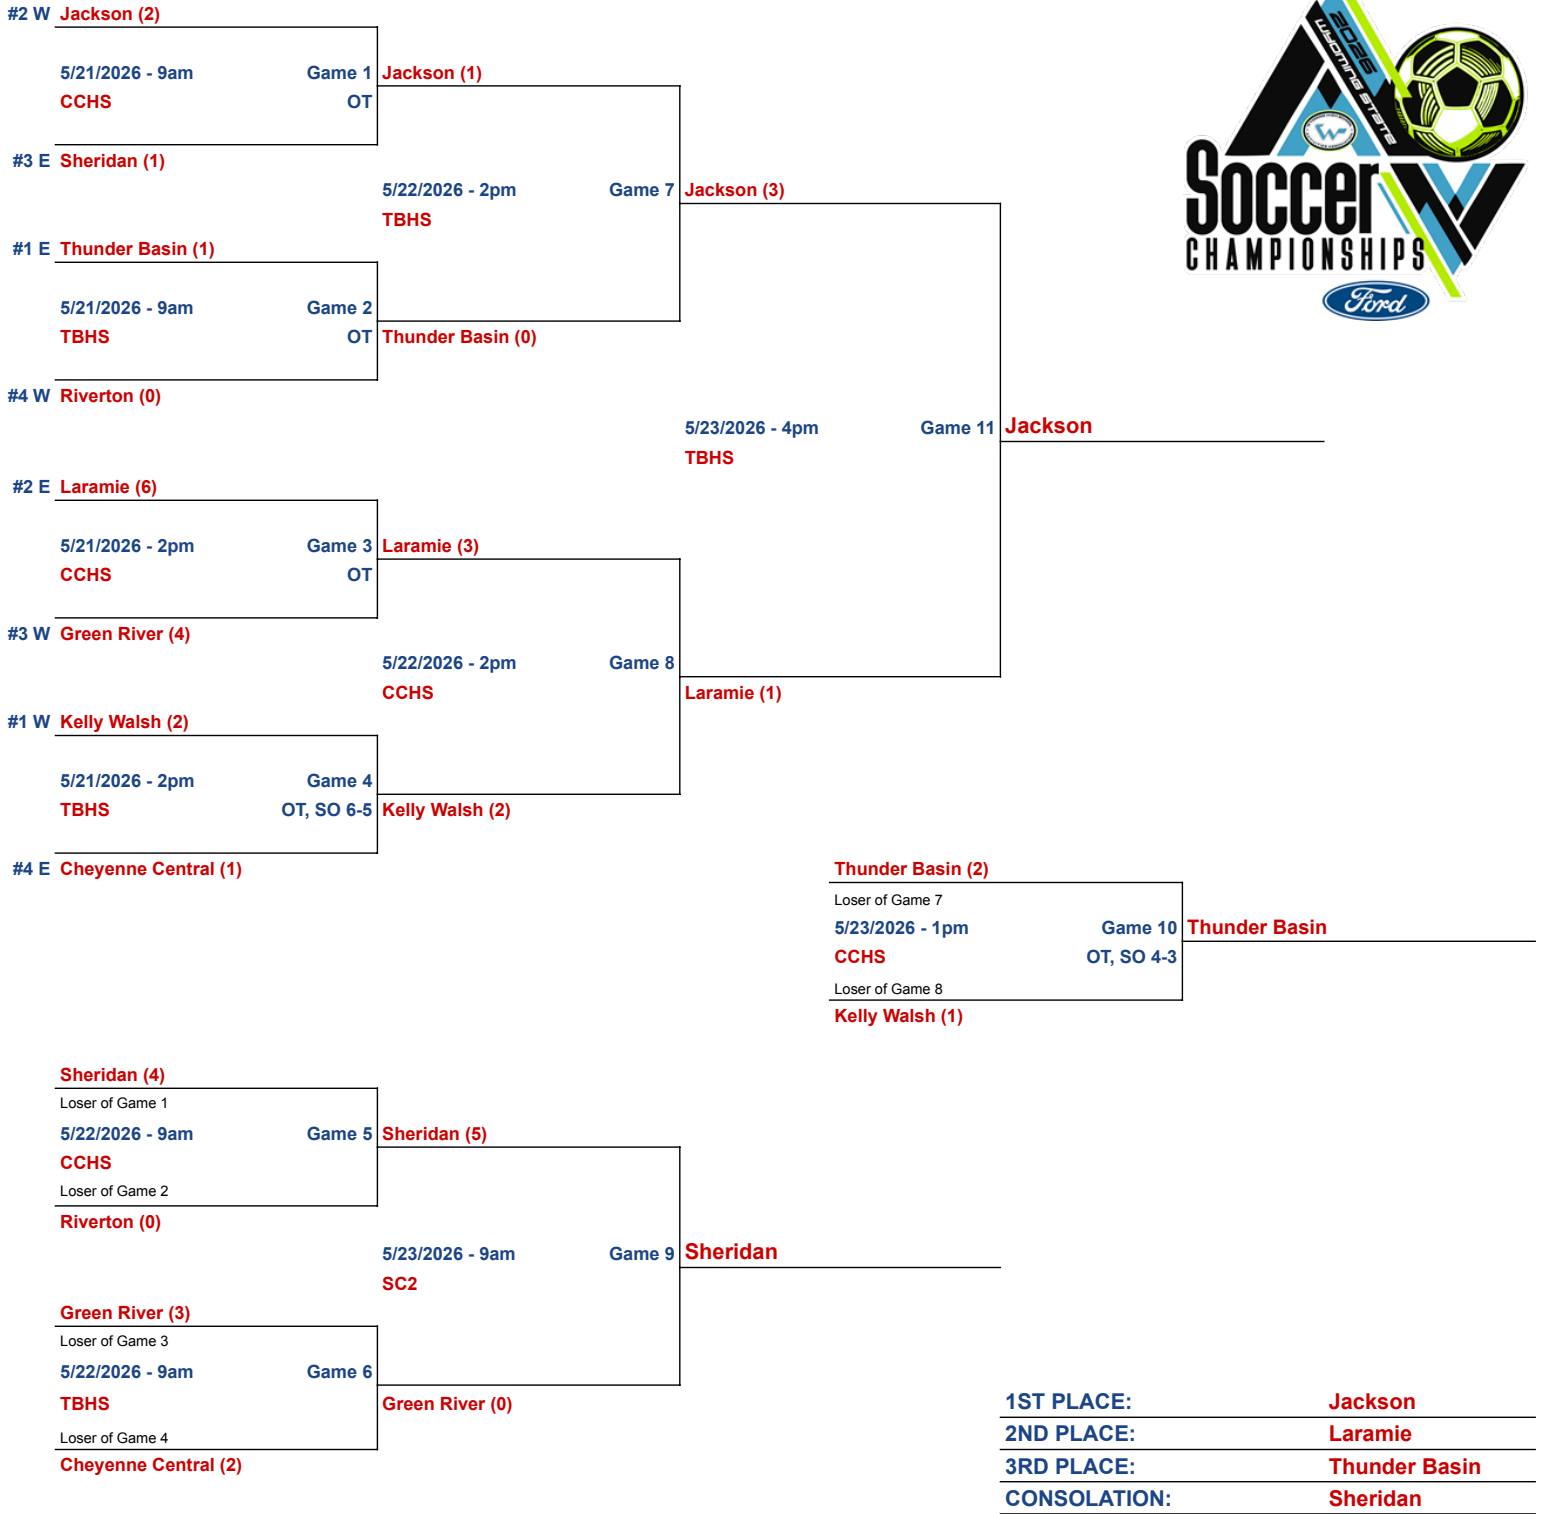 #2 W Jackson (2)
5/21/2026 - 9am Game 1 Jackson (1)
CCHS OT
#3 E Sheridan (1)
5/22/2026 - 2pm Game 7 Jackson (3)
TBHS
#1 E Thunder Basin (1)
5/21/2026 - 9am Game 2
TBHS OT Thunder Basin (0)
#4 W Riverton (0)
5/23/2026 - 4pm Game 11 Jackson
TBHS
#2 E Laramie (6)
5/21/2026 - 2pm Game 3 Laramie (3)
CCHS OT
#3 W Green River (4)
5/22/2026 - 2pm Game 8
CCHS Laramie (1)
#1 W Kelly Walsh (2)
5/21/2026 - 2pm Game 4
TBHS OT, SO 6-5 Kelly Walsh (2)
#4 E Cheyenne Central (1)
2026
WYOMING STATE
W
Soccer
CHAMPIONSHIPS
Ford
Thunder Basin (2)
Loser of Game 7
5/23/2026 - 1pm Game 10 Thunder Basin
CCHS OT, SO 4-3
Loser of Game 8
Kelly Walsh (1)
Sheridan (4)
Loser of Game 1
5/22/2026 - 9am Game 5 Sheridan (5)
CCHS
Loser of Game 2
Riverton (0)
5/23/2026 - 9am Game 9 Sheridan
SC2
Green River (3)
Loser of Game 3
5/22/2026 - 9am Game 6
TBHS Green River (0)
Loser of Game 4
Cheyenne Central (2)
1ST PLACE: Jackson
2ND PLACE: Laramie
3RD PLACE: Thunder Basin
CONSOLATION: Sheridan